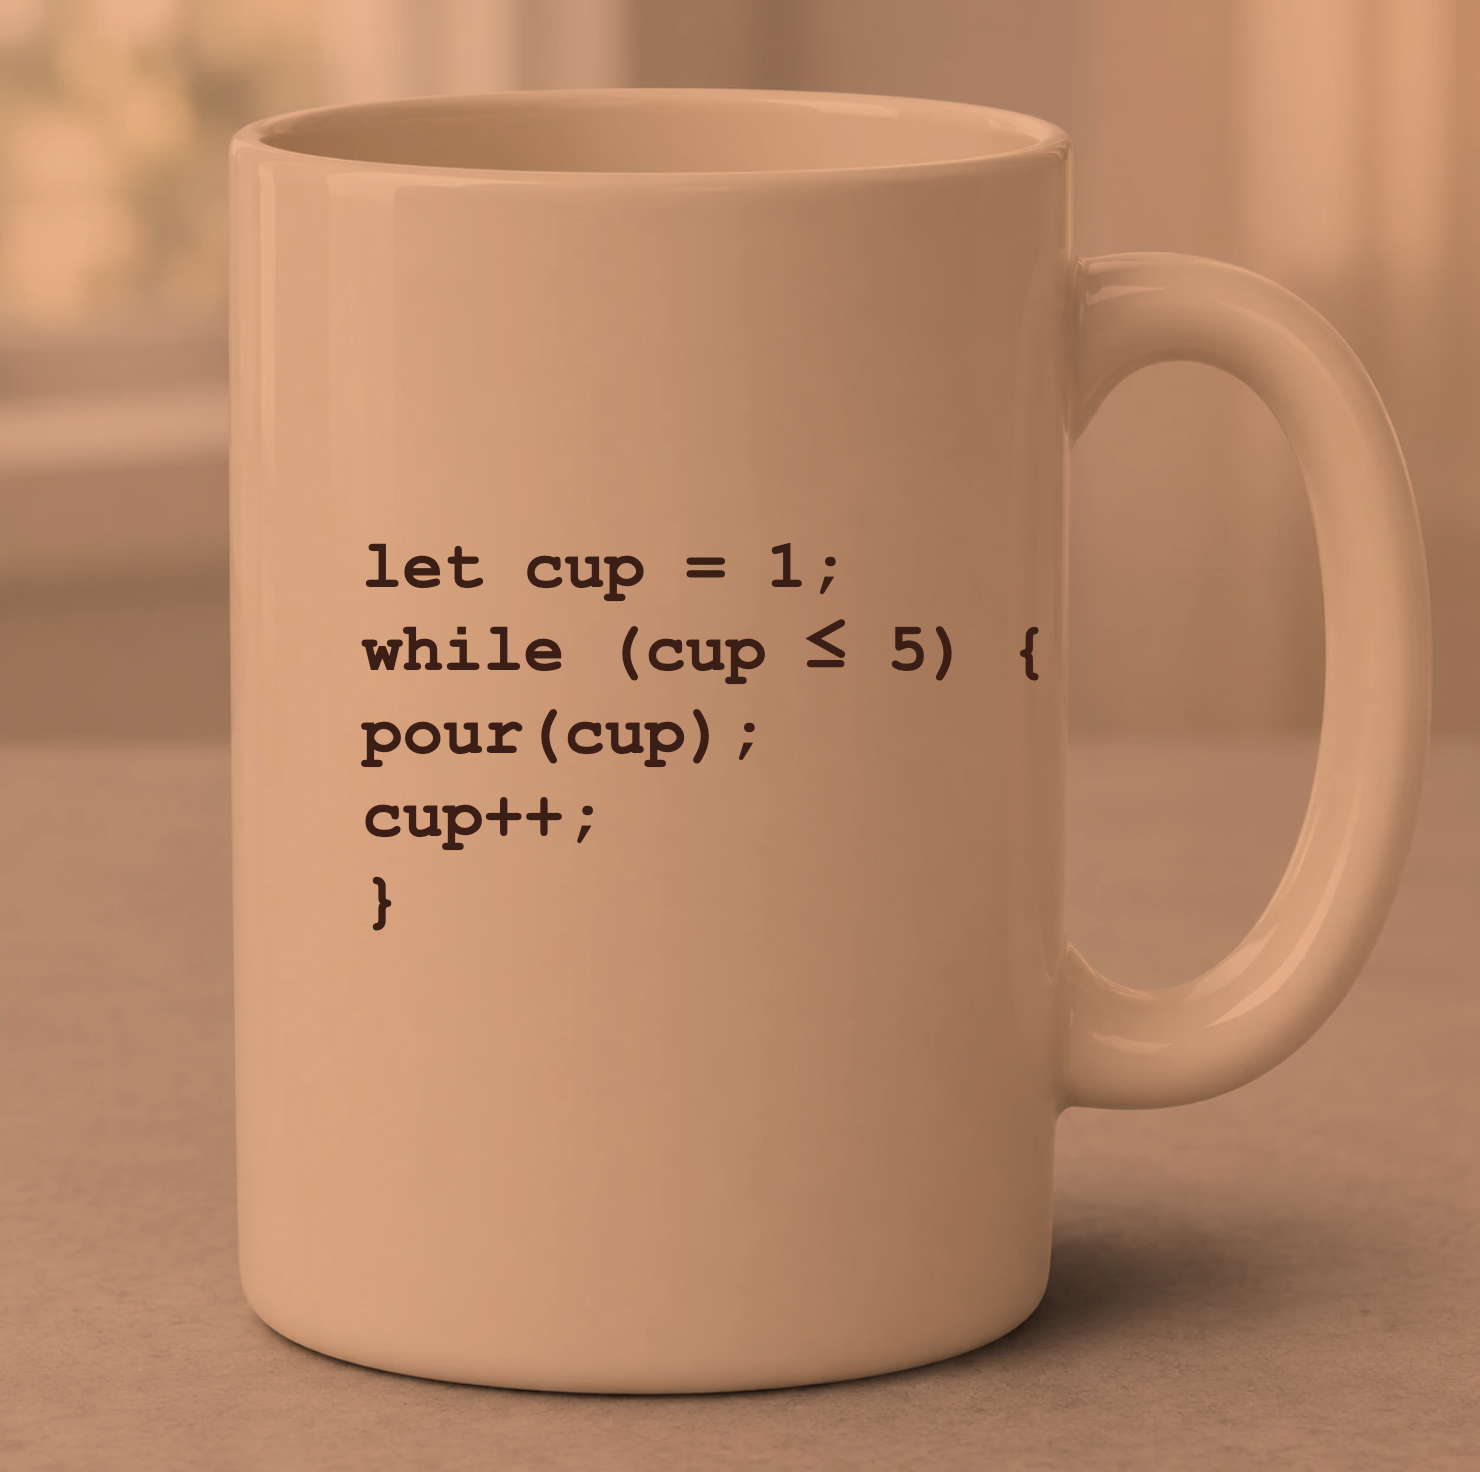 let cup = 1;
while (cup ≤ 5) {
pour(cup);
cup++;
}